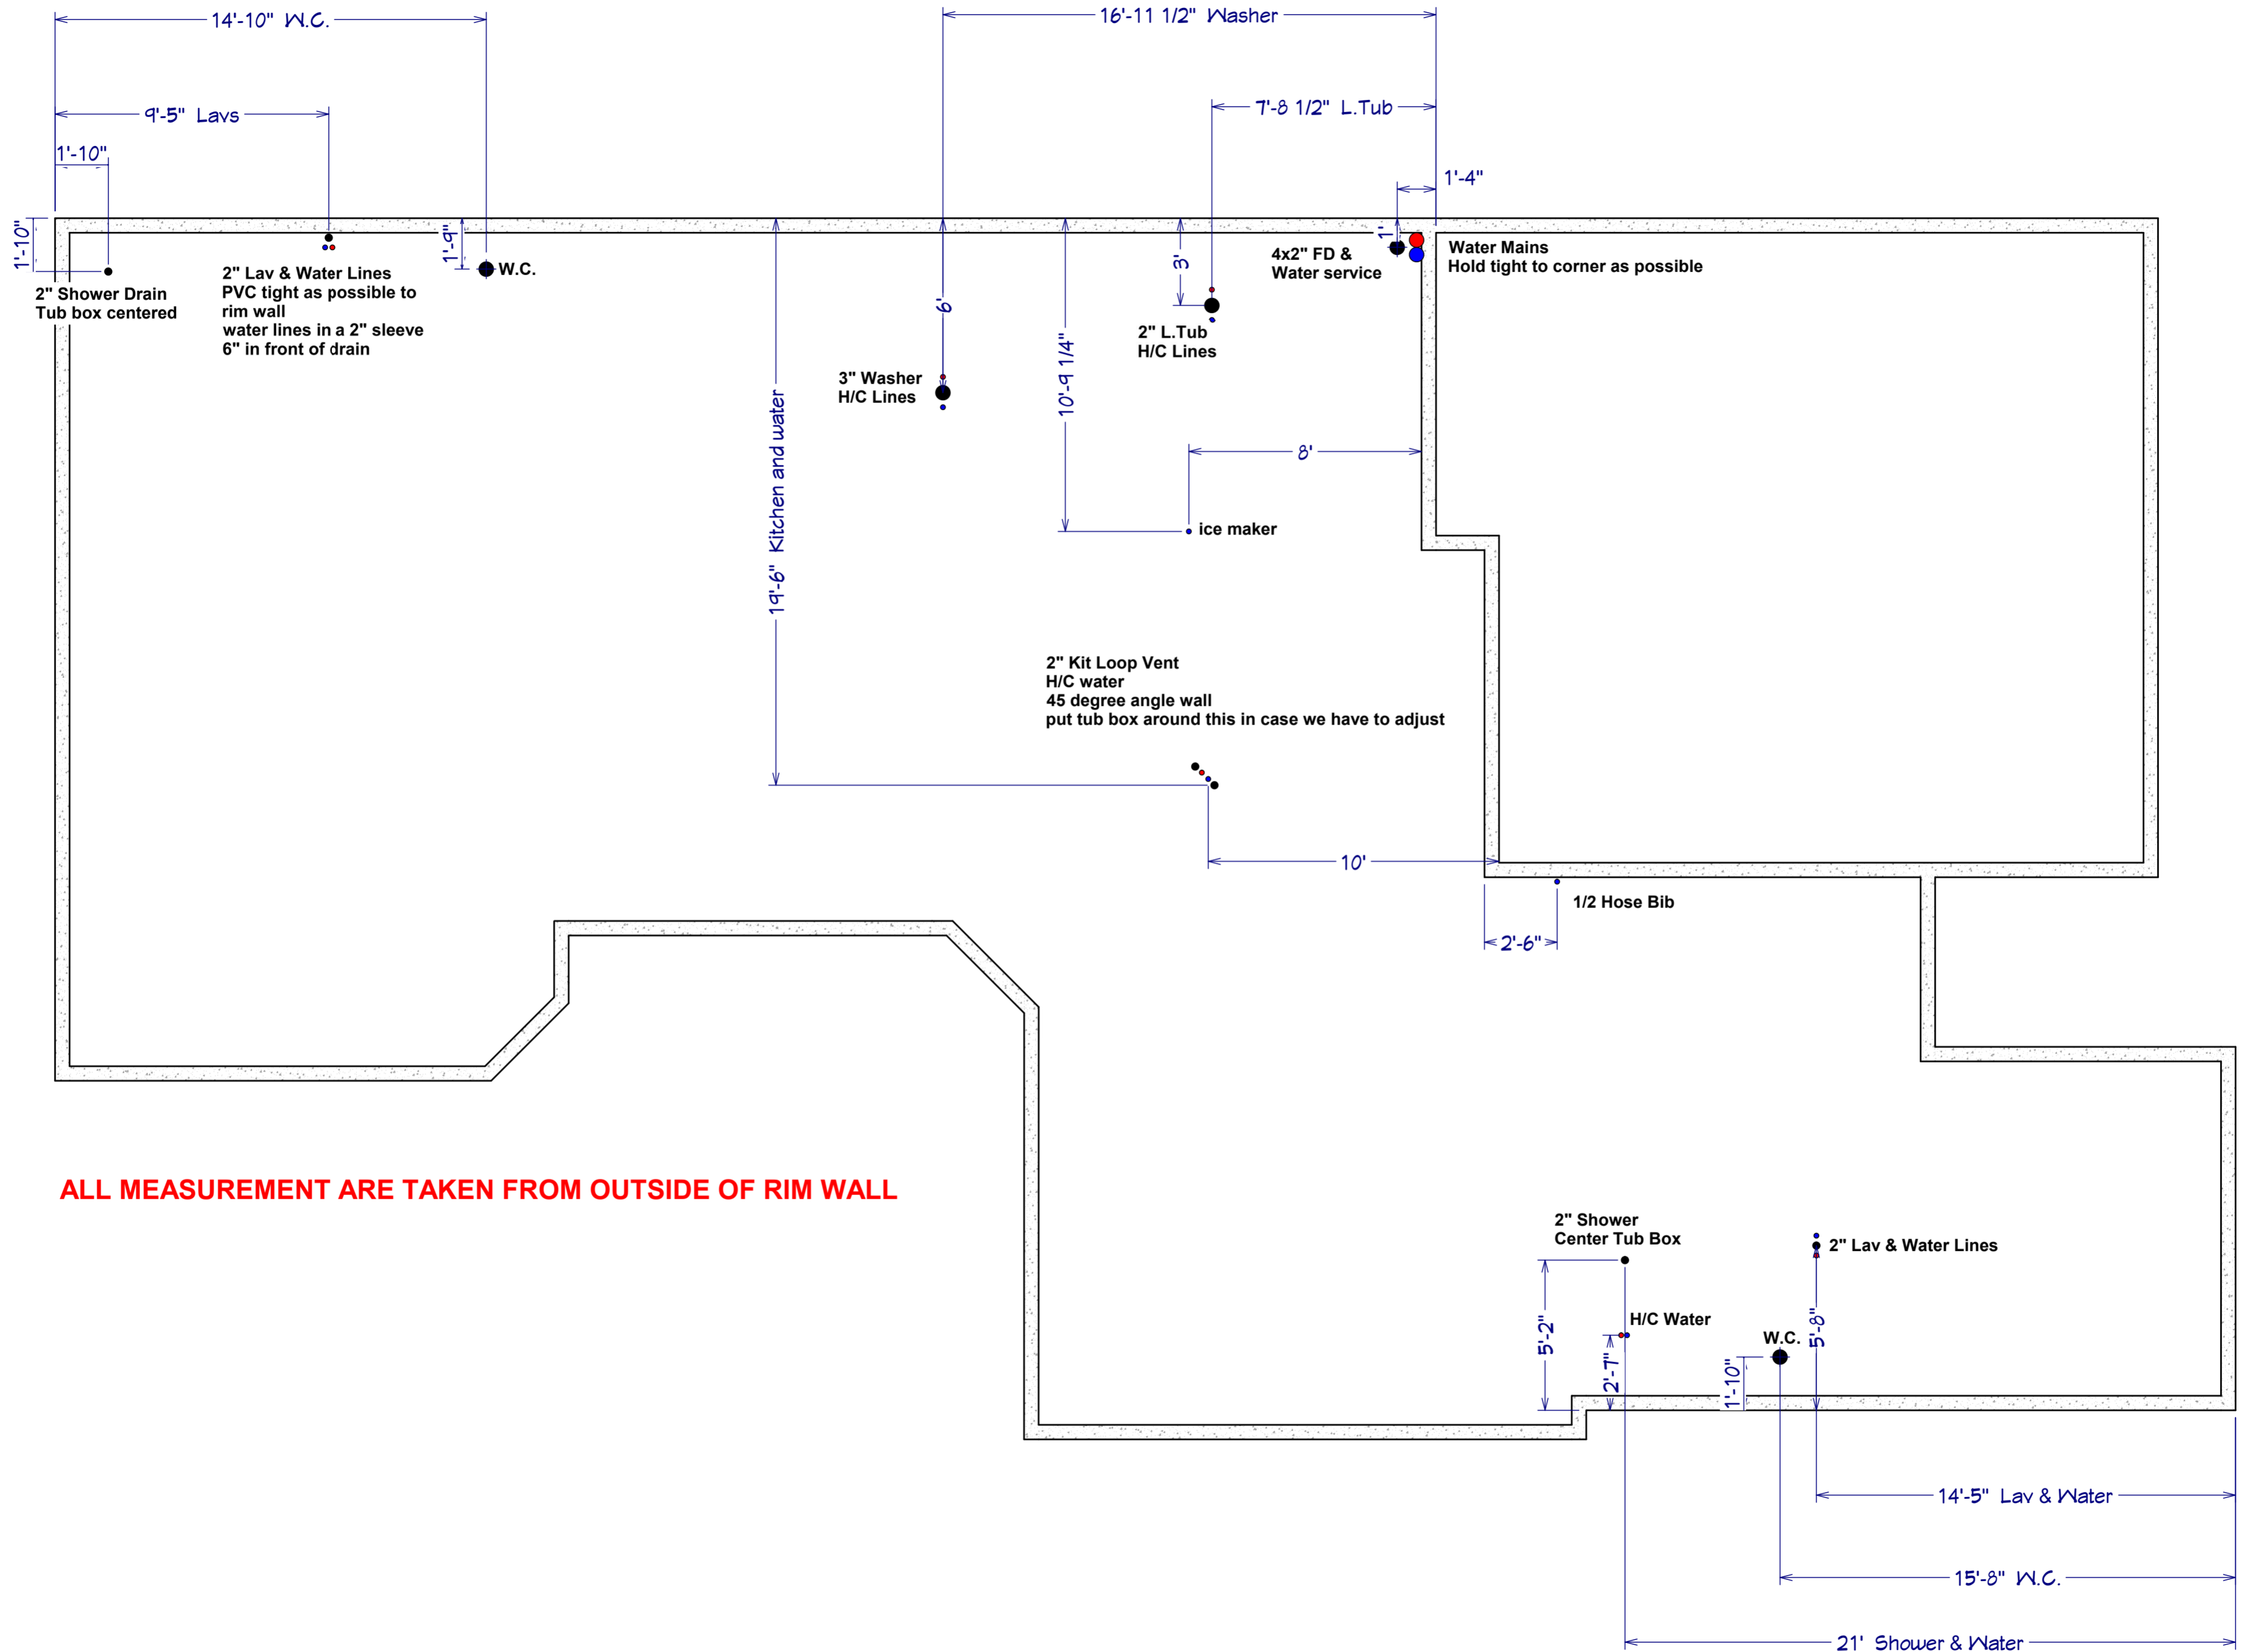 14'-10" W.C.
16'-11 1/2" Washer
9'-5" Lavs
7'-8 1/2" L.Tub
1'-10"
1'-4"
1'-10"
1'-9"
W.C.
2" Shower Drain
Tub box centered
2" Lav & Water Lines
PVC tight as possible to
rim wall
water lines in a 2" sleeve
6" in front of drain
6'
3" Washer
H/C Lines
3'
2" L.Tub
H/C Lines
1'
4x2" FD &
Water service
Water Mains
Hold tight to corner as possible
10'-9 1/4"
19'-6" Kitchen and water
8'
ice maker
2" Kit Loop Vent
H/C water
45 degree angle wall
put tub box around this in case we have to adjust
10'
1/2 Hose Bib
2'-6"
ALL MEASUREMENT ARE TAKEN FROM OUTSIDE OF RIM WALL
2" Shower
Center Tub Box
2" Lav & Water Lines
5'-2"
H/C Water
2'-7"
W.C.
1'-10"
5'-8"
14'-5" Lav & Water
15'-8" W.C.
21' Shower & Water